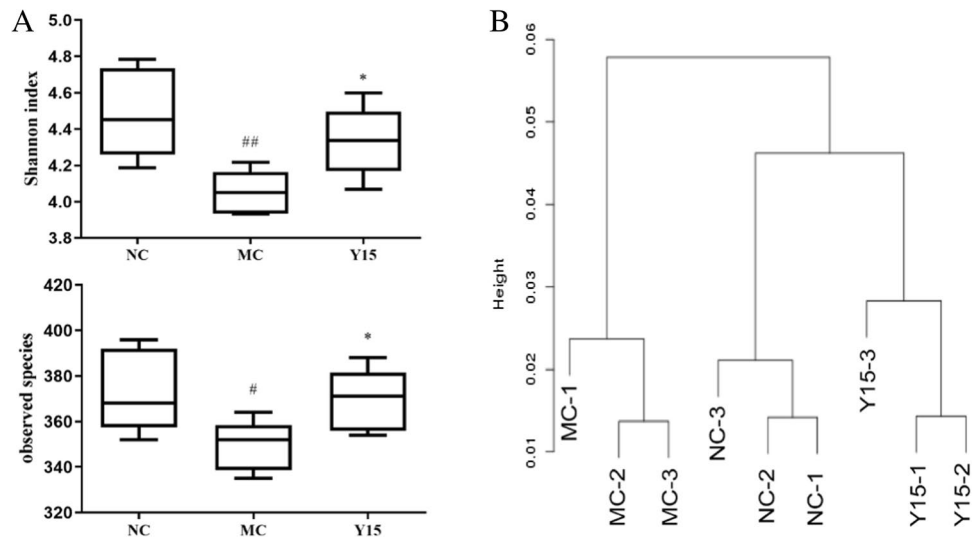 A
Shannon index
5.0
4.8
4.6
4.4
4.2
4.0
3.8
##
*
NC MC Y15
observed species
420
400
380
360
340
320
#
*
NC MC Y15
B
Height
0.06
0.05
0.04
0.03
0.02
0.01
MC-1
MC-2
MC-3
NC-3
NC-2
NC-1
Y15-3
Y15-1
Y15-2